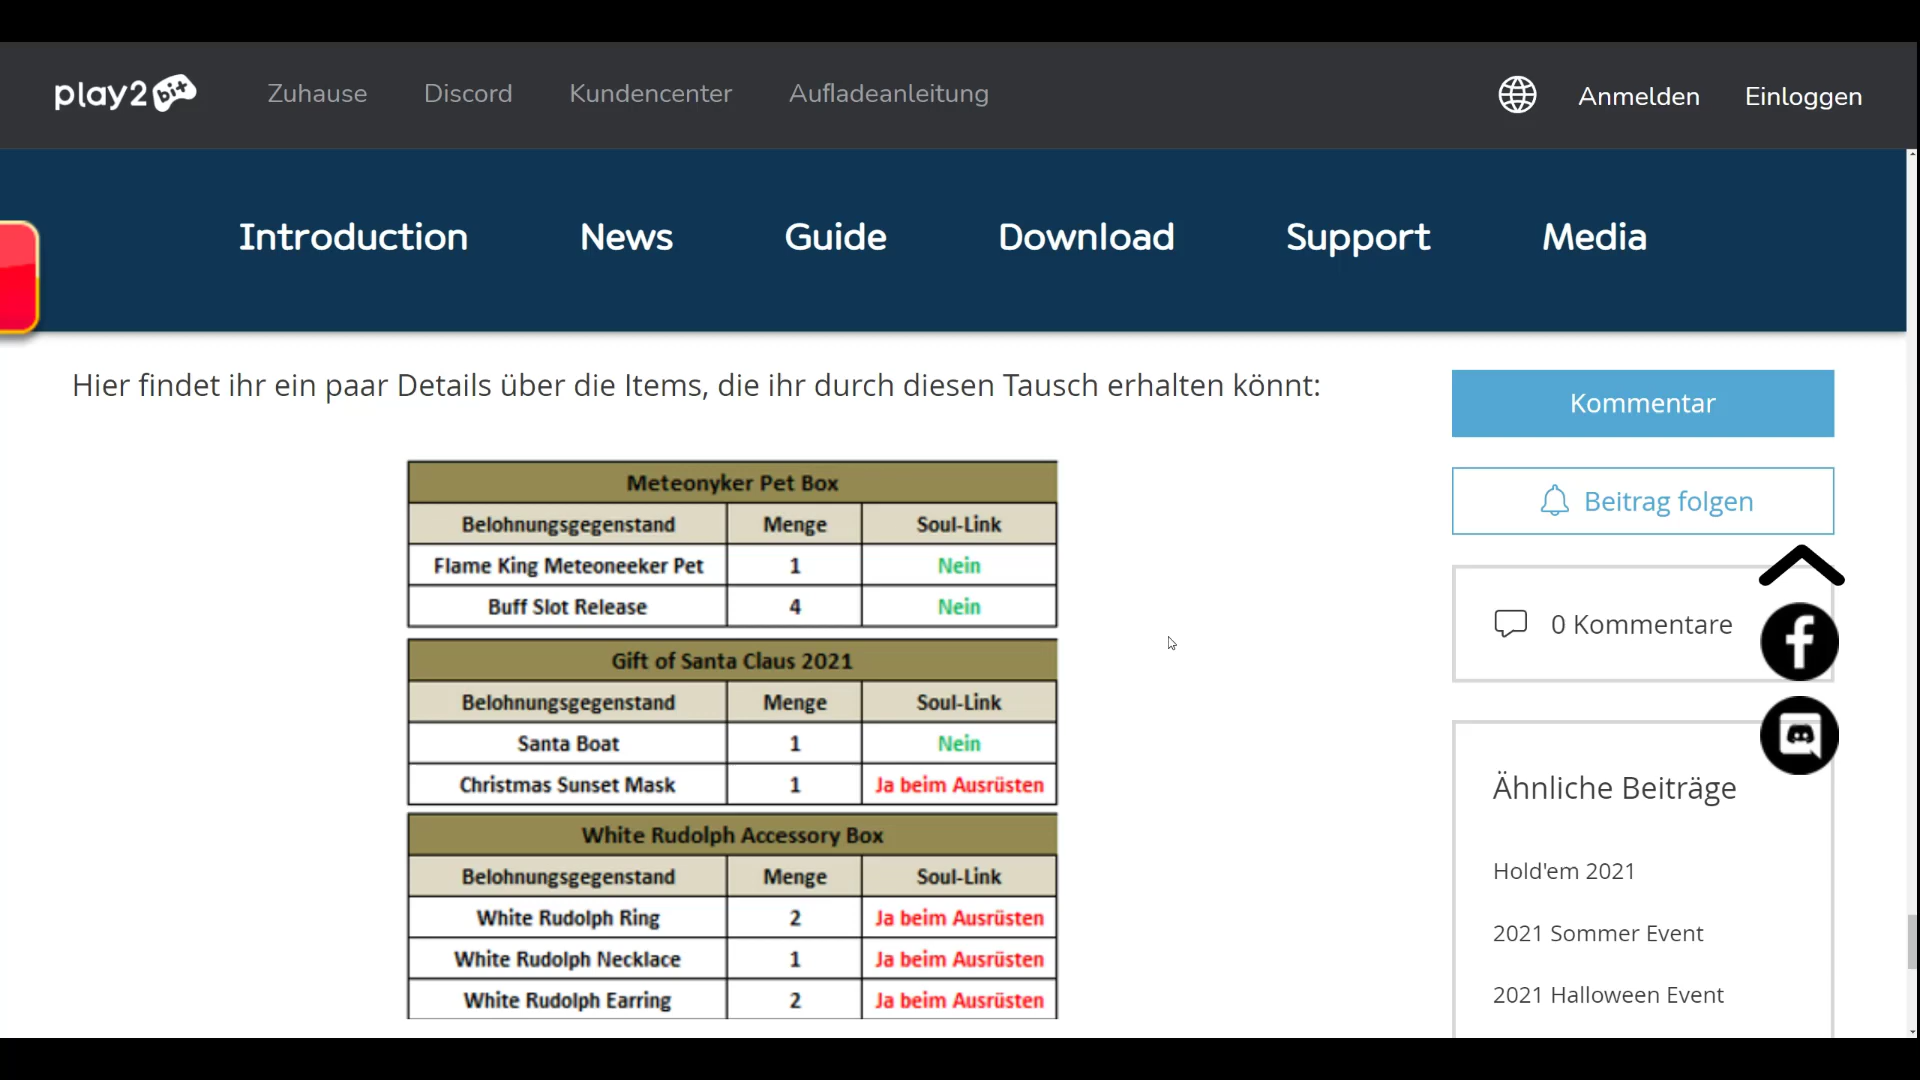 play2bit
Zuhause
Discord
Kundencenter
Aufladeanleitung
Anmelden
Einloggen
Introduction
News
Guide
Download
Support
Media
Hier findet ihr ein paar Details über die Items, die ihr durch diesen Tausch erhalten könnt:
Meteonyker Pet Box
Belohnungsgegenstand Menge Soul-Link
Flame King Meteoneeker Pet 1 Nein
Buff Slot Release 4 Nein
Gift of Santa Claus 2021
Belohnungsgegenstand Menge Soul-Link
Santa Boat 1 Nein
Christmas Sunset Mask 1 Ja beim Ausrüsten
White Rudolph Accessory Box
Belohnungsgegenstand Menge Soul-Link
White Rudolph Ring 2 Ja beim Ausrüsten
White Rudolph Necklace 1 Ja beim Ausrüsten
White Rudolph Earring 2 Ja beim Ausrüsten
Kommentar
Beitrag folgen
0 Kommentare
Ähnliche Beiträge
Hold'em 2021
2021 Sommer Event
2021 Halloween Event